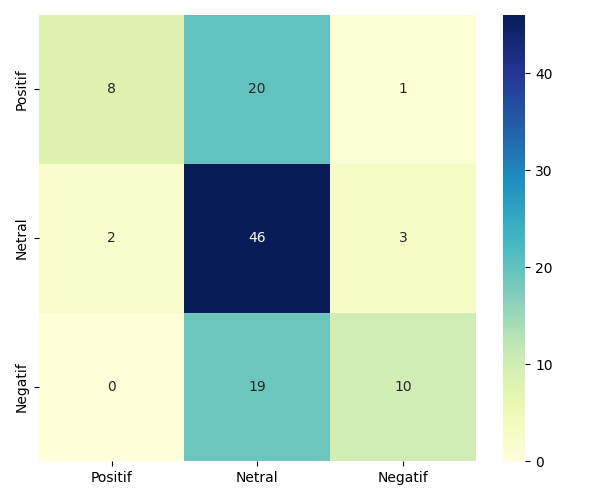 Positif 8 20 1
Netral 2 46 3
Negatif 0 19 10
Positif Netral Negatif
40
30
20
10
0